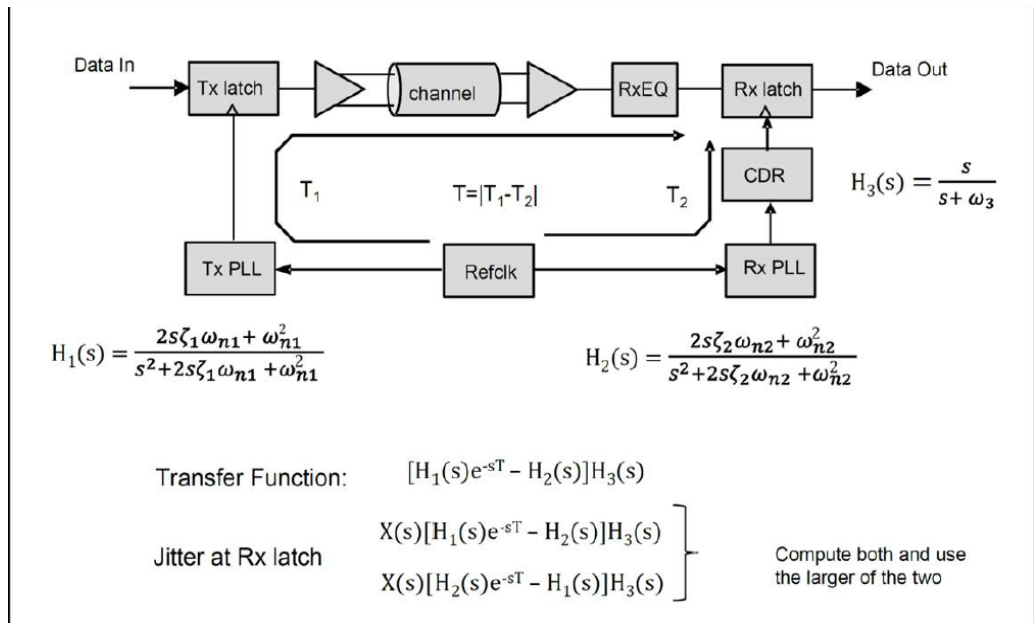 Data In
Tx latch
channel
RxEQ
Rx latch
Data Out
CDR
H₃(s) = s / (s + ω₃)
T₁
T=|T₁-T₂|
T₂
Tx PLL
Refclk
Rx PLL
H₁(s) = (2sζ₁ωₙ₁ + ω²ₙ₁) / (s² + 2sζ₁ωₙ₁ + ω²ₙ₁)
H₂(s) = (2sζ₂ωₙ₂ + ω²ₙ₂) / (s² + 2sζ₂ωₙ₂ + ω²ₙ₂)
Transfer Function: [H₁(s)e⁻ˢᵀ – H₂(s)]H₃(s)
X(s)[H₁(s)e⁻ˢᵀ – H₂(s)]H₃(s)
Jitter at Rx latch
X(s)[H₂(s)e⁻ˢᵀ – H₁(s)]H₃(s)
Compute both and use
the larger of the two